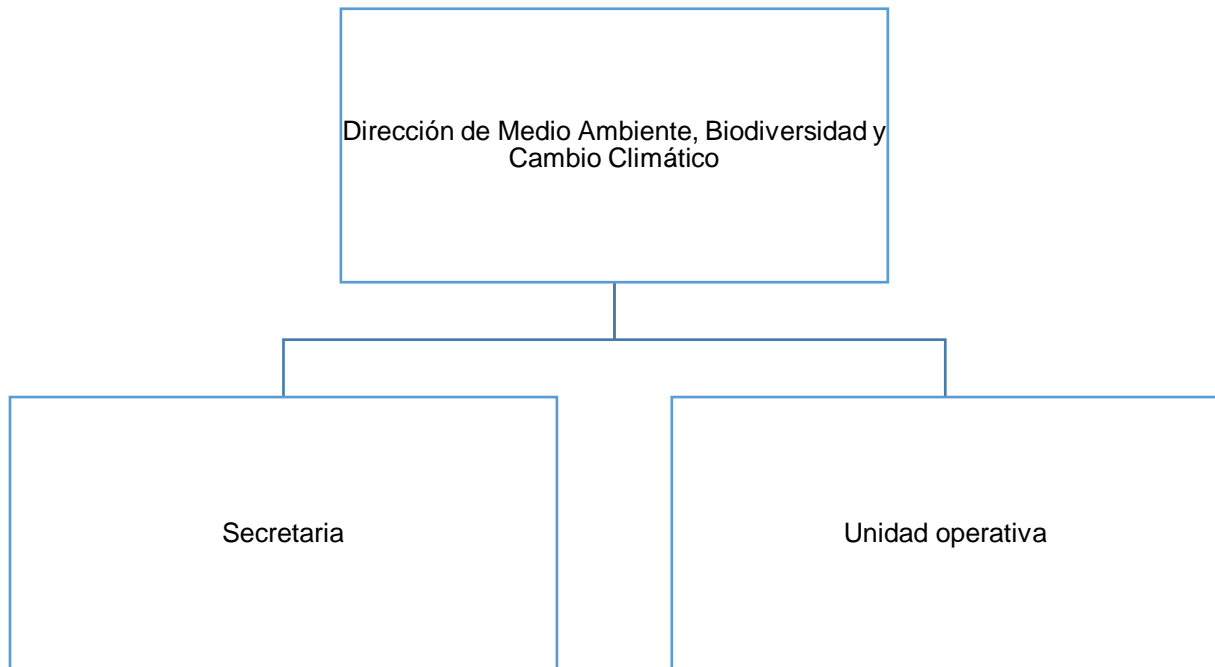 Dirección de Medio Ambiente, Biodiversidad y
Cambio Climático
Secretaria
Unidad operativa